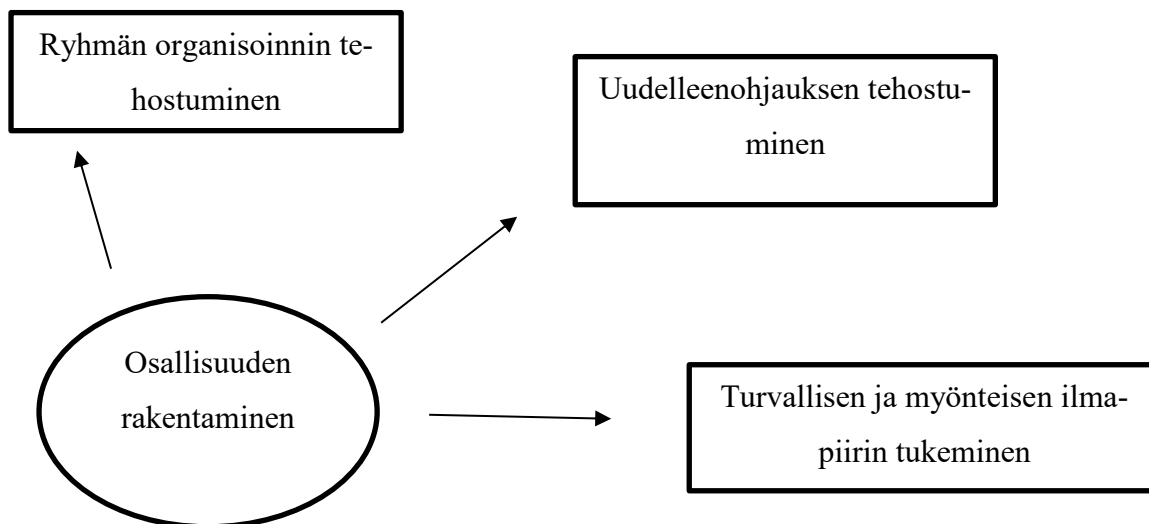 Ryhmän organisoinnin te-
hostuminen
Uudelleenohjauksen tehostu-
minen
Osallisuuden
rakentaminen
Turvallisen ja myönteisen ilma-
piirin tukeminen